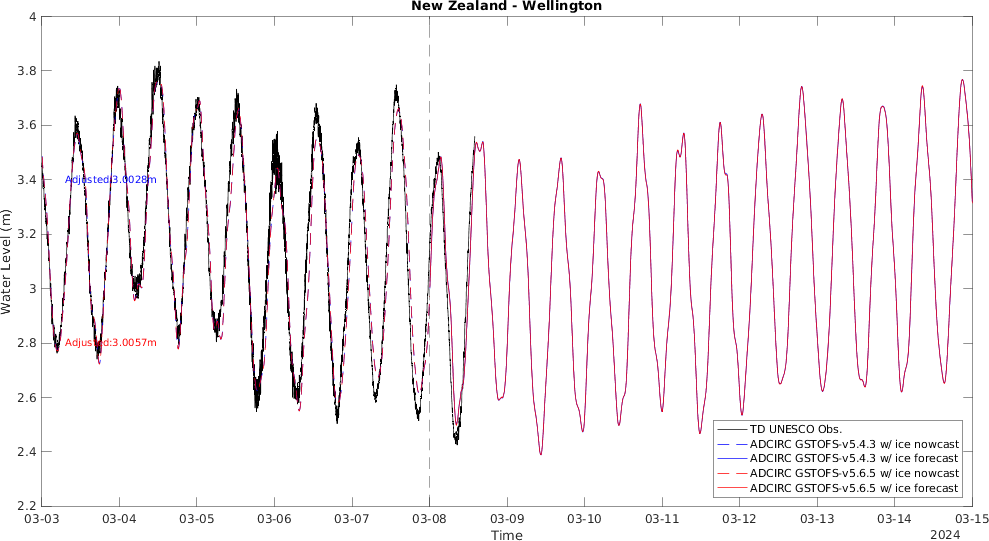 New Zealand - Wellington
4
3.8
3.6
3.4
3.2
3
2.8
2.6
2.4
2.2
Water Level (m)
Adjusted:3.0028m
Adjusted:3.0057m
TD UNESCO Obs.
ADCIRC GSTOFS-v5.4.3 w/ ice nowcast
ADCIRC GSTOFS-v5.4.3 w/ ice forecast
ADCIRC GSTOFS-v5.6.5 w/ ice nowcast
ADCIRC GSTOFS-v5.6.5 w/ ice forecast
03-03 03-04 03-05 03-06 03-07 03-08 03-09 03-10 03-11 03-12 03-13 03-14 03-15
Time
2024